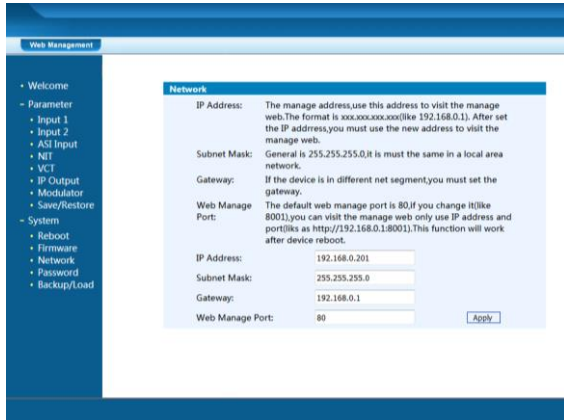 Web Management
• Welcome
- Parameter
• Input 1
• Input 2
• ASI Input
• NIT
• VCT
• IP Output
• Modulator
• Save/Restore
- System
• Reboot
• Firmware
• Network
• Password
• Backup/Load
Network
IP Address: The manage address,use this address to visit the manage
web.The format is xxx.xxx.xxx.xxx(like 192.168.0.1). After set
the IP addrress,you must use the new address to visit the
manage web.
Subnet Mask: General is 255.255.255.0,it is must the same in a local area
network.
Gateway: If the device is in different net segment,you must set the
gateway.
Web Manage The default web manage port is 80,if you change it(like
Port: 8001),you can visit the manage web only use IP address and
port(liks as http://192.168.0.1:8001).This function will work
after device reboot.
IP Address: 192.168.0.201
Subnet Mask: 255.255.255.0
Gateway: 192.168.0.1
Web Manage Port: 80 Apply